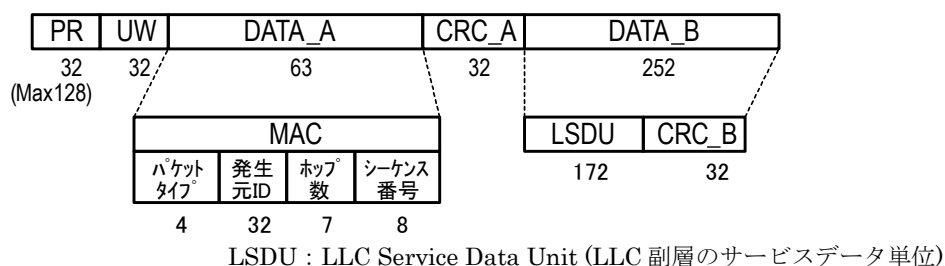 PR UW DATA_A CRC_A DATA_B
32 32 63 32 252
(Max128)
MAC LSDU CRC_B
パケットタイプ 発生元ID ホップ数 シーケンス番号 172 32
4 32 7 8
LSDU : LLC Service Data Unit (LLC 副層のサービスデータ単位)